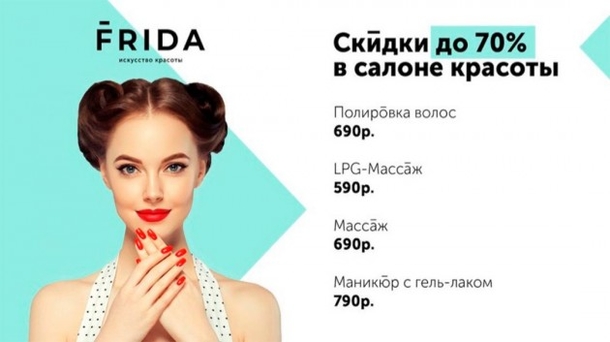 FRIDA
искусство красоты
Скидки до 70%
в салоне красоты
Полировка волос
690р.
LPG-Массаж
590р.
Массаж
690р.
Маникюр с гель-лаком
790р.